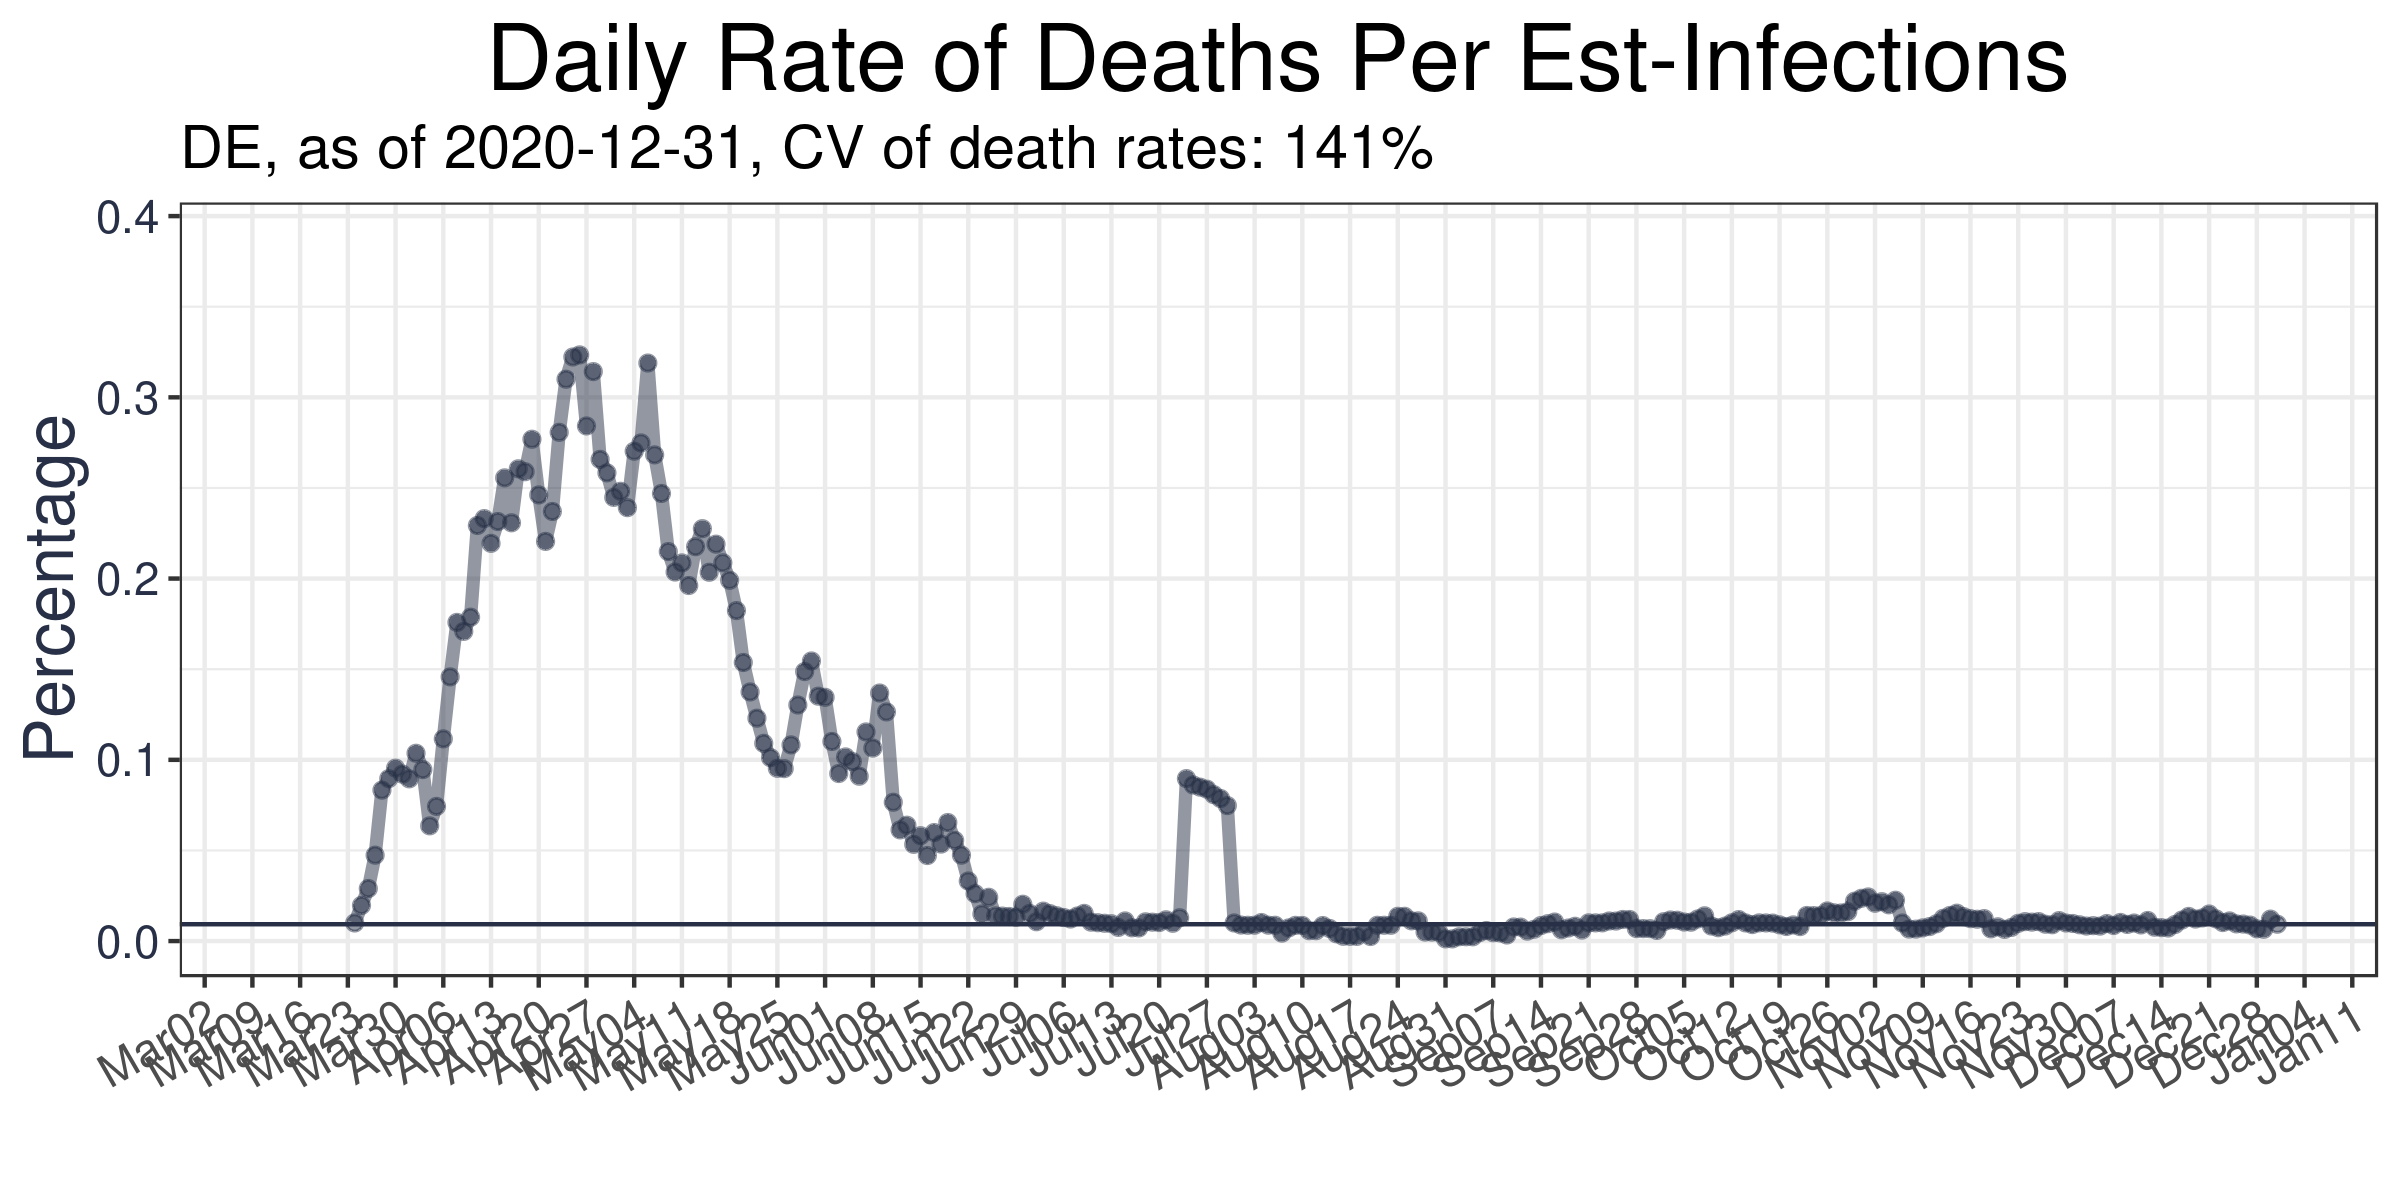 Daily Rate of Deaths Per Est-Infections
DE, as of 2020-12-31, CV of death rates: 141%
Percentage
0.4
0.3
0.2
0.1
0.0
Mar02
Mar09
Mar16
Mar23
Mar30
Apr06
Apr13
Apr20
Apr27
May04
May11
May18
May25
Jun01
Jun08
Jun15
Jun22
Jun29
Jul06
Jul13
Jul20
Jul27
Aug03
Aug10
Aug17
Aug24
Aug31
Sep07
Sep14
Sep21
Sep28
Oct05
Oct12
Oct19
Oct26
Nov02
Nov09
Nov16
Nov23
Nov30
Dec07
Dec14
Dec21
Dec28
Jan04
Jan11